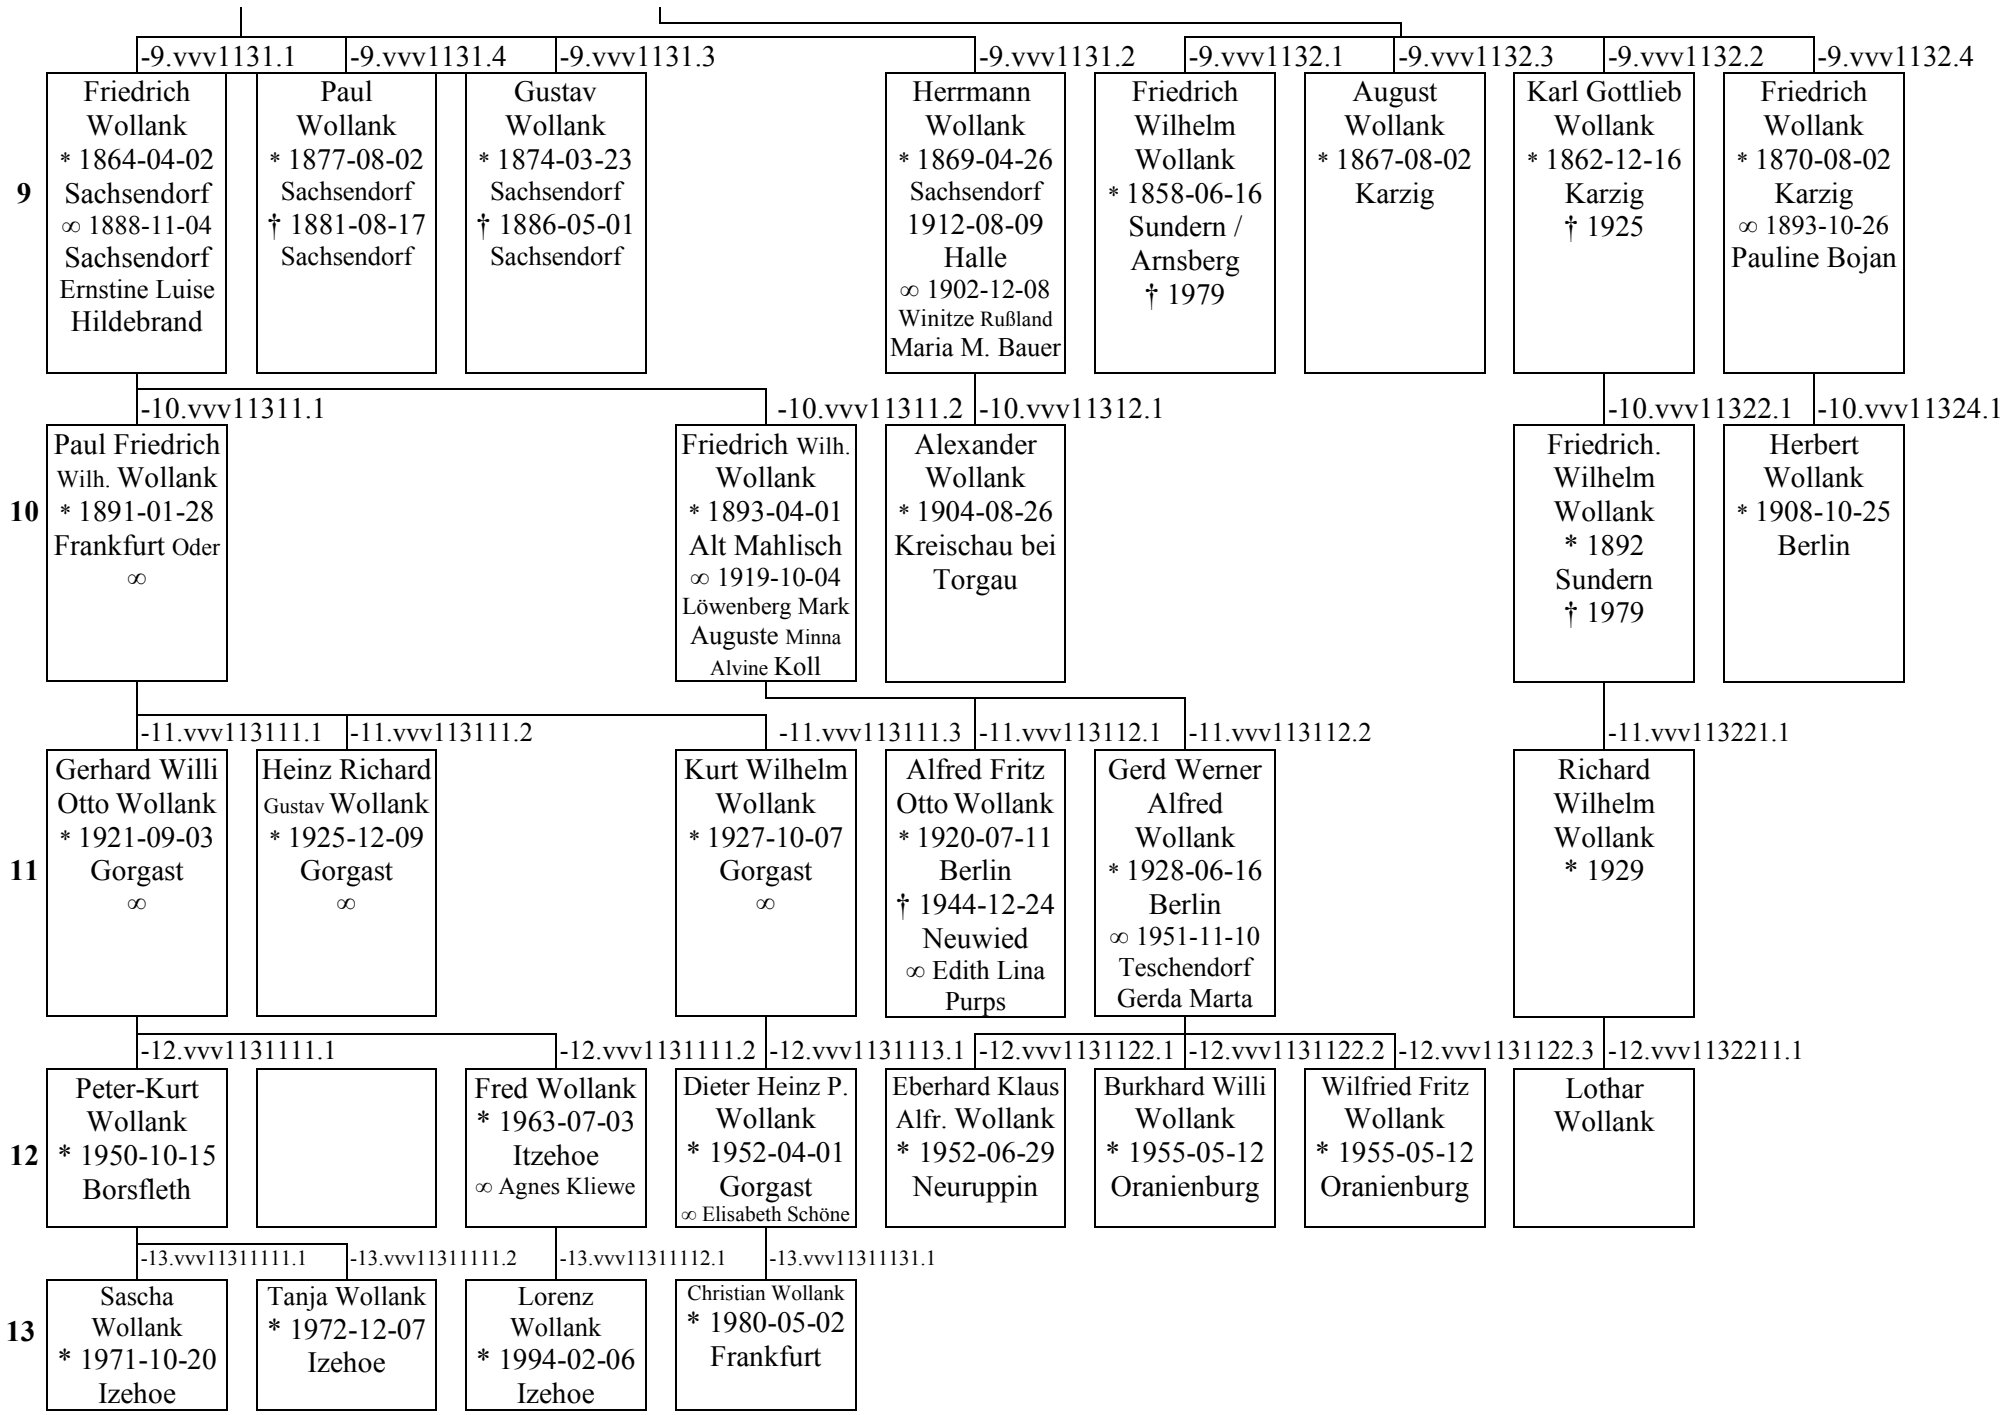 -9.vvv1131.1
-9.vvv1131.4
-9.vvv1131.3
-9.vvv1131.2
-9.vvv1132.1
-9.vvv1132.3
-9.vvv1132.2
-9.vvv1132.4
9
Friedrich
Wollank
* 1864-04-02
Sachsendorf
∞ 1888-11-04
Sachsendorf
Ernstine Luise
Hildebrand
Paul
Wollank
* 1877-08-02
Sachsendorf
† 1881-08-17
Sachsendorf
Gustav
Wollank
* 1874-03-23
Sachsendorf
† 1886-05-01
Sachsendorf
Herrmann
Wollank
* 1869-04-26
Sachsendorf
1912-08-09
Halle
∞ 1902-12-08
Winitze Rußland
Maria M. Bauer
Friedrich
Wilhelm
Wollank
* 1858-06-16
Sundern /
Arnsberg
† 1979
August
Wollank
* 1867-08-02
Karzig
Karl Gottlieb
Wollank
* 1862-12-16
Karzig
† 1925
Friedrich
Wollank
* 1870-08-02
Karzig
∞ 1893-10-26
Pauline Bojan
-10.vvv11311.1
-10.vvv11311.2
-10.vvv11312.1
-10.vvv11322.1
-10.vvv11324.1
10
Paul Friedrich
Wilh. Wollank
* 1891-01-28
Frankfurt Oder
∞
Friedrich Wilh.
Wollank
* 1893-04-01
Alt Mahlisch
∞ 1919-10-04
Löwenberg Mark
Auguste Minna
Alvine Koll
Alexander
Wollank
* 1904-08-26
Kreischau bei
Torgau
Friedrich.
Wilhelm
Wollank
* 1892
Sundern
† 1979
Herbert
Wollank
* 1908-10-25
Berlin
-11.vvv113111.1
-11.vvv113111.2
-11.vvv113111.3
-11.vvv113112.1
-11.vvv113112.2
-11.vvv113221.1
11
Gerhard Willi
Otto Wollank
* 1921-09-03
Gorgast
∞
Heinz Richard
Gustav Wollank
* 1925-12-09
Gorgast
∞
Kurt Wilhelm
Wollank
* 1927-10-07
Gorgast
∞
Alfred Fritz
Otto Wollank
* 1920-07-11
Berlin
† 1944-12-24
Neuwied
∞ Edith Lina
Purps
Gerd Werner
Alfred
Wollank
* 1928-06-16
Berlin
∞ 1951-11-10
Teschendorf
Gerda Marta
Richard
Wilhelm
Wollank
* 1929
-12.vvv1131111.1
-12.vvv1131111.2
-12.vvv1131113.1
-12.vvv1131122.1
-12.vvv1131122.2
-12.vvv1131122.3
-12.vvv1132211.1
12
Peter-Kurt
Wollank
* 1950-10-15
Borsfleth
Fred Wollank
* 1963-07-03
Itzehoe
∞ Agnes Kliewe
Dieter Heinz P.
Wollank
* 1952-04-01
Gorgast
∞ Elisabeth Schöne
Eberhard Klaus
Alfr. Wollank
* 1952-06-29
Neuruppin
Burkhard Willi
Wollank
* 1955-05-12
Oranienburg
Wilfried Fritz
Wollank
* 1955-05-12
Oranienburg
Lothar
Wollank
-13.vvv11311111.1
-13.vvv11311111.2
-13.vvv11311112.1
-13.vvv11311131.1
13
Sascha
Wollank
* 1971-10-20
Izehoe
Tanja Wollank
* 1972-12-07
Izehoe
Lorenz
Wollank
* 1994-02-06
Izehoe
Christian Wollank
* 1980-05-02
Frankfurt